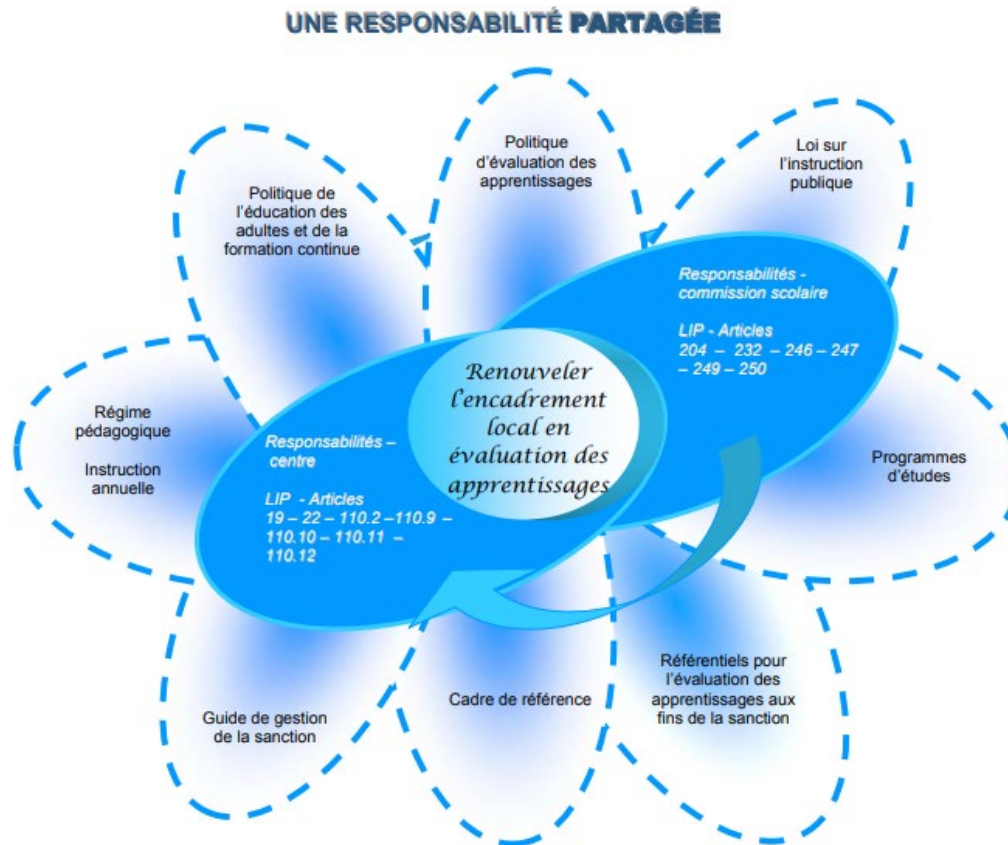 UNE RESPONSABILITÉ PARTAGÉE
Politique
d'évaluation des
apprentissages
Loi sur
l'instruction
publique
Politique de
l'éducation des
adultes et de la
formation continue
Responsabilités -
commission scolaire
LIP - Articles
204 – 232 – 246 – 247
– 249 – 250
Renouveler
l'encadrement
local en
évaluation des
apprentissages
Régime
pédagogique
Instruction
annuelle
Responsabilités –
centre
LIP - Articles
19 – 22 – 110.2 –110.9 –
110.10 – 110.11 –
110.12
Programmes
d'études
Guide de gestion
de la sanction
Cadre de référence
Référentiels pour
l'évaluation des
apprentissages aux
fins de la sanction